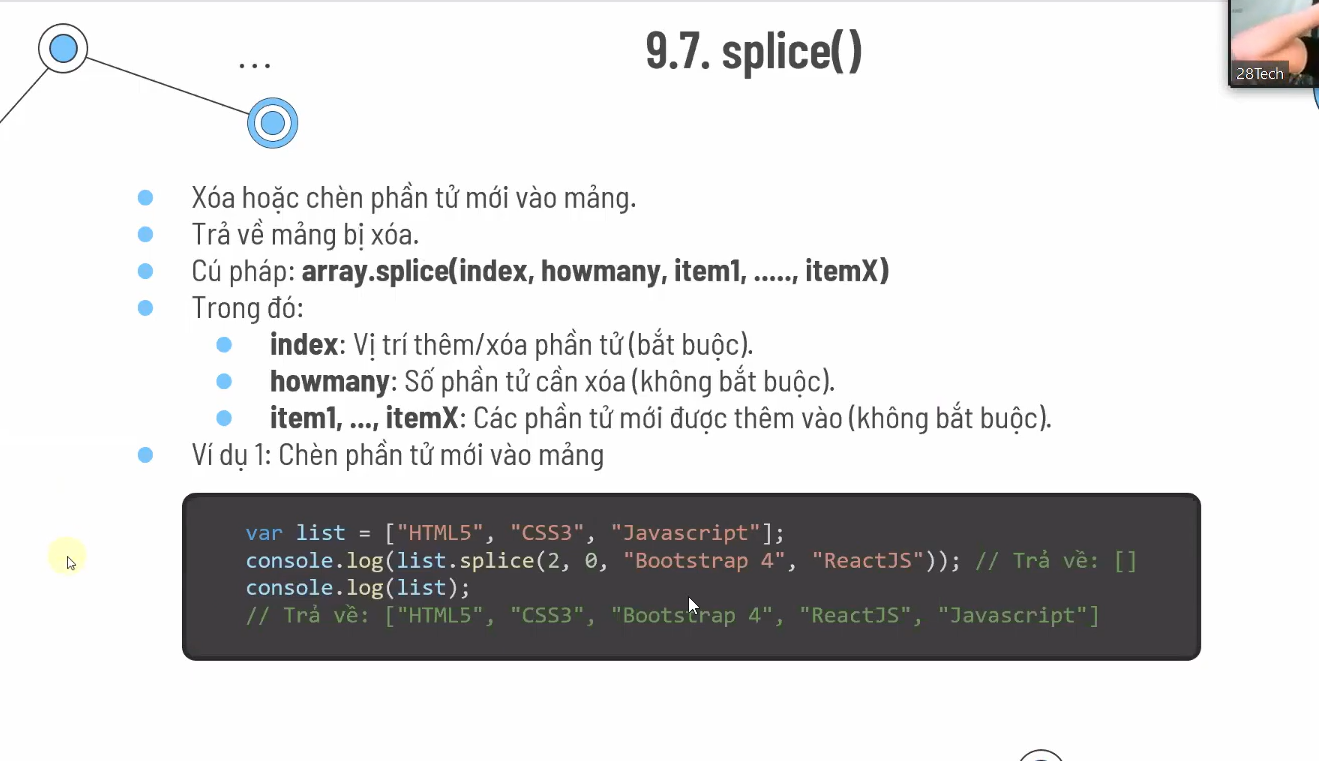 ...
9.7. splice()
28Tech
Xóa hoặc chèn phần tử mới vào mảng.
Trả về mảng bị xóa.
Cú pháp: array.splice(index, howmany, item1, ....., itemX)
Trong đó:
index: Vị trí thêm/xóa phần tử (bắt buộc).
howmany: Số phần tử cần xóa (không bắt buộc).
item1, ..., itemX: Các phần tử mới được thêm vào (không bắt buộc).
Ví dụ 1: Chèn phần tử mới vào mảng
var list = ["HTML5", "CSS3", "Javascript"];
console.log(list.splice(2, 0, "Bootstrap 4", "ReactJS")); // Trả về: []
console.log(list);
// Trả về: ["HTML5", "CSS3", "Bootstrap 4", "ReactJS", "Javascript"]